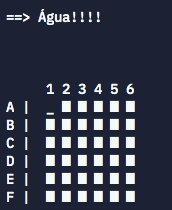 ==> Água!!!!
1 2 3 4 5 6
A | _ ■ ■ ■ ■ ■
B | ■ ■ ■ ■ ■ ■
C | ■ ■ ■ ■ ■ ■
D | ■ ■ ■ ■ ■ ■
E | ■ ■ ■ ■ ■ ■
F | ■ ■ ■ ■ ■ ■